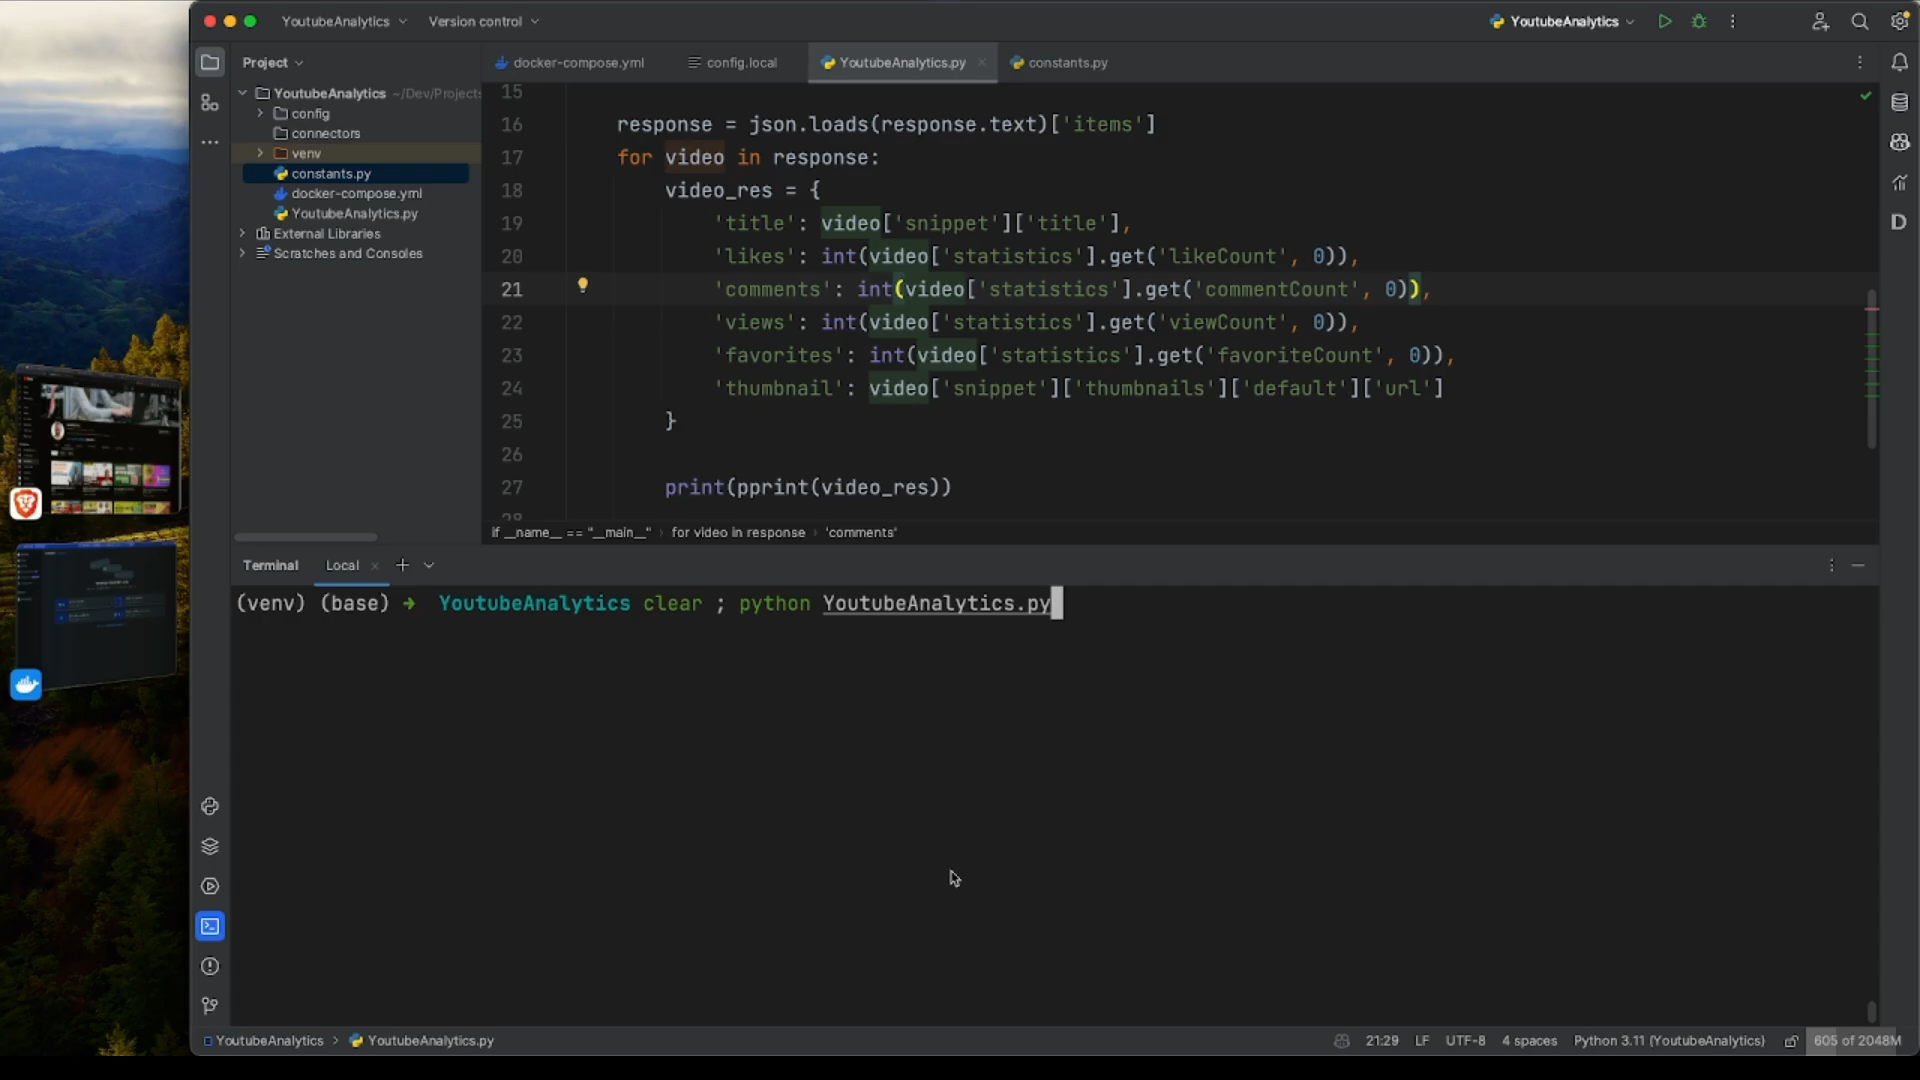 YoutubeAnalytics
Version control
YoutubeAnalytics
Project
docker-compose.yml
config.local
YoutubeAnalytics.py
constants.py
YoutubeAnalytics ~/Dev/Projects
config
connectors
venv
constants.py
docker-compose.yml
YoutubeAnalytics.py
External Libraries
Scratches and Consoles
15
16 response = json.loads(response.text)['items']
17 for video in response:
18 video_res = {
19 'title': video['snippet']['title'],
20 'likes': int(video['statistics'].get('likeCount', 0)),
21 'comments': int(video['statistics'].get('commentCount', 0)),
22 'views': int(video['statistics'].get('viewCount', 0)),
23 'favorites': int(video['statistics'].get('favoriteCount', 0)),
24 'thumbnail': video['snippet']['thumbnails']['default']['url']
25 }
26
27 print(pprint(video_res))
28
if __name__ == "__main__" › for video in response › 'comments'
Terminal
Local
(venv) (base) ➜ YoutubeAnalytics clear ; python YoutubeAnalytics.py
YoutubeAnalytics › YoutubeAnalytics.py
21:29 LF UTF-8 4 spaces Python 3.11 (YoutubeAnalytics) 605 of 2048M